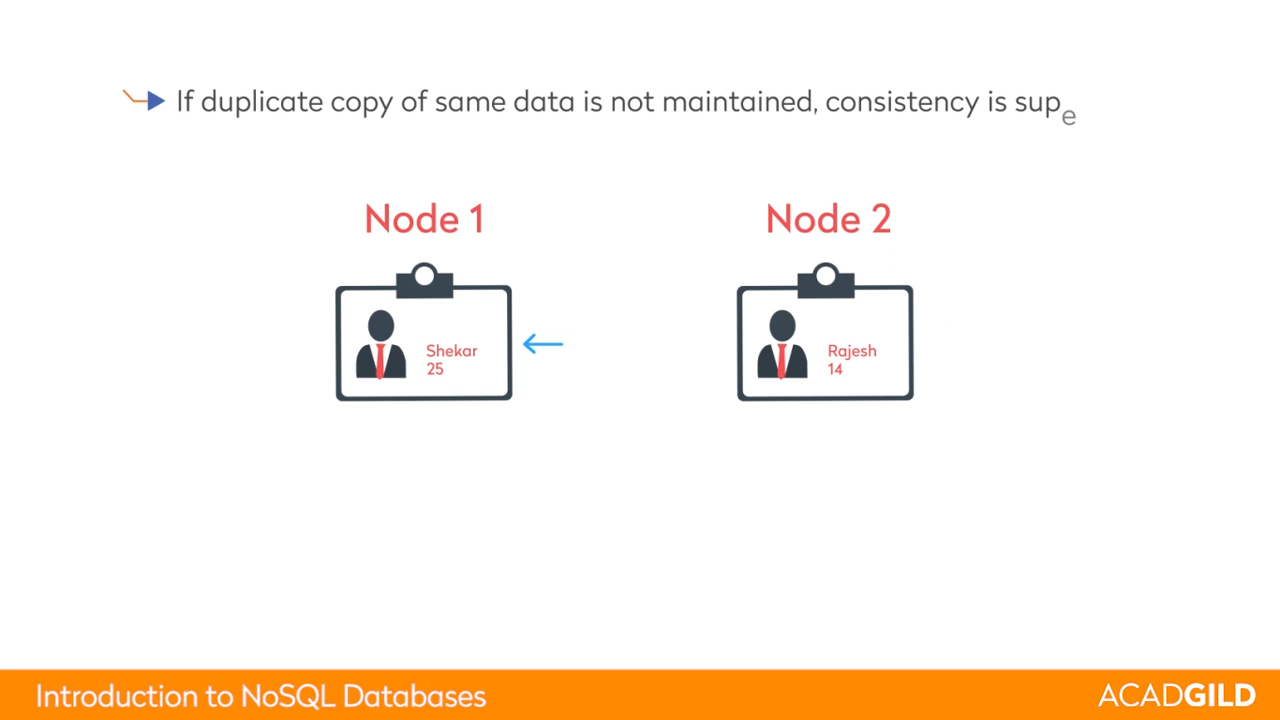 If duplicate copy of same data is not maintained, consistency is supe
Node 1
Node 2
Shekar
25
Rajesh
14
Introduction to NoSQL Databases
ACADGILD